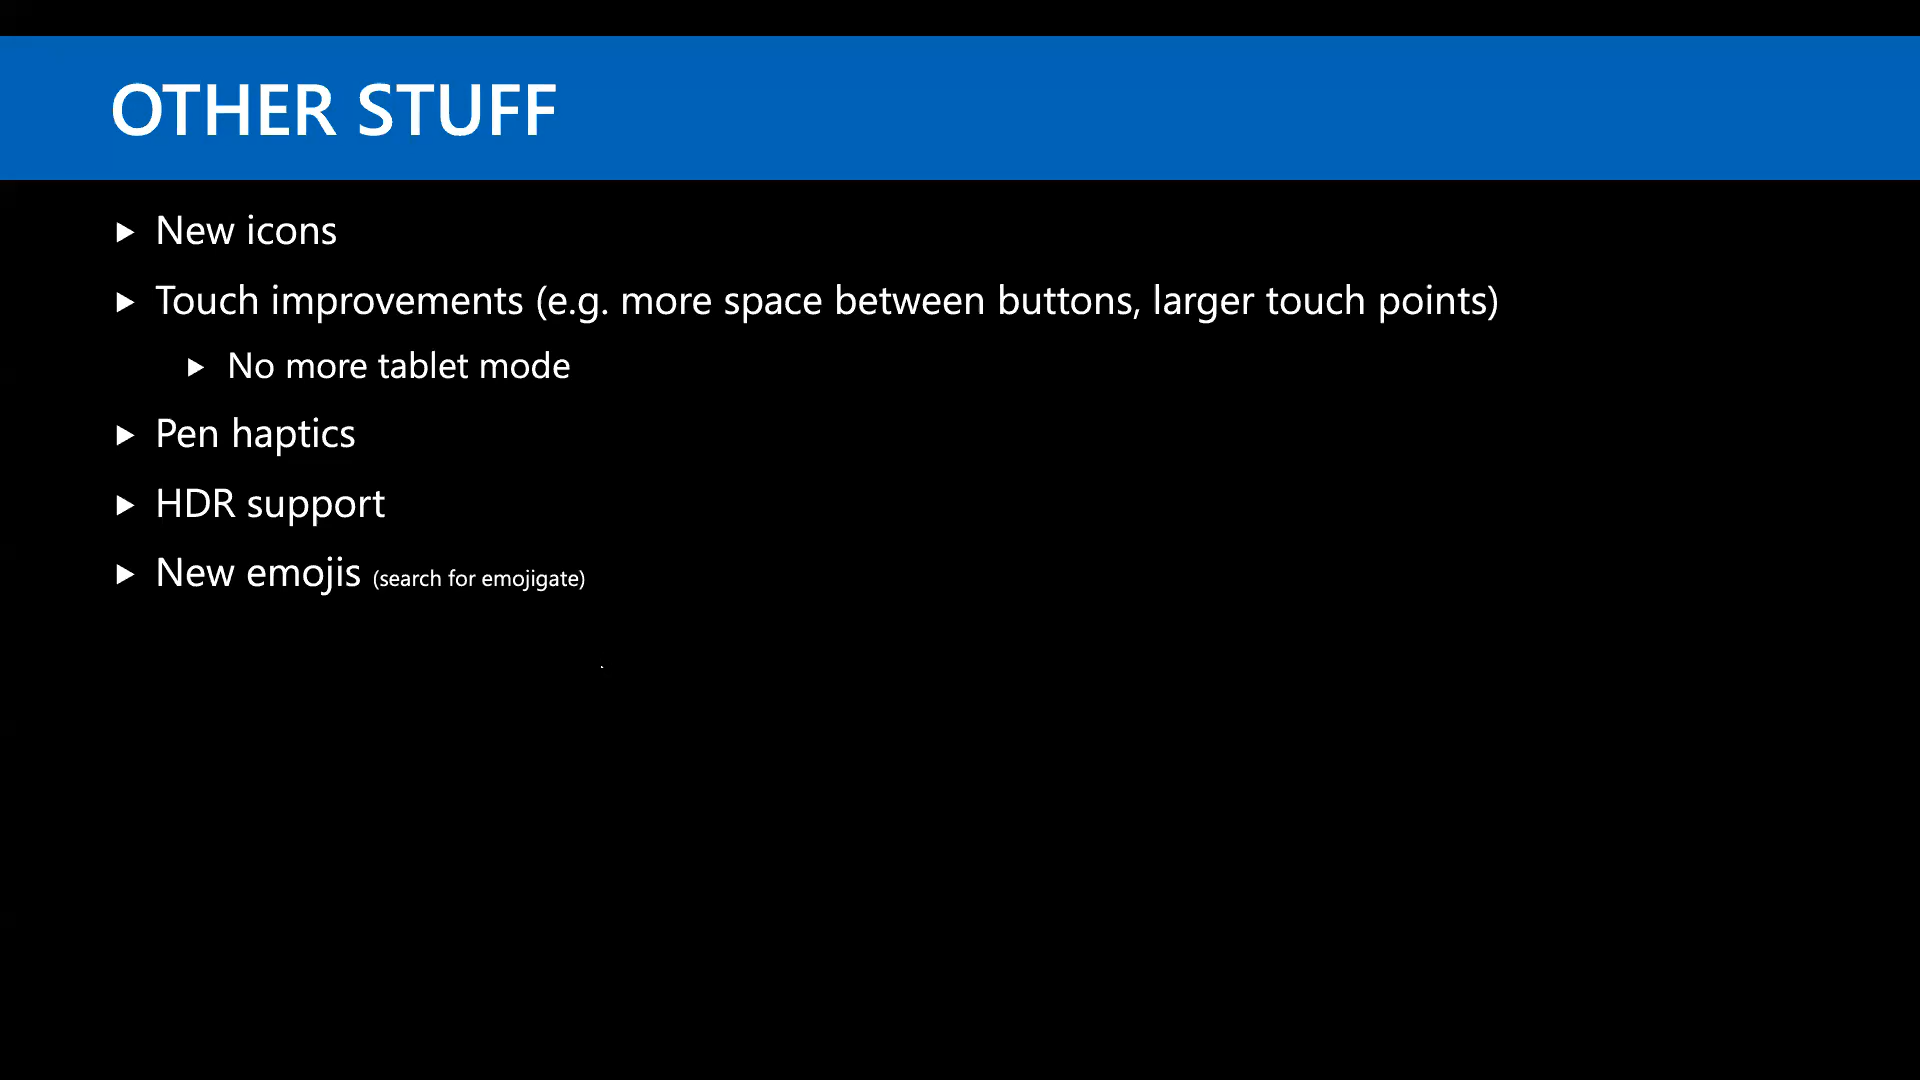 OTHER STUFF
New icons
Touch improvements (e.g. more space between buttons, larger touch points)
No more tablet mode
Pen haptics
HDR support
New emojis (search for emojigate)